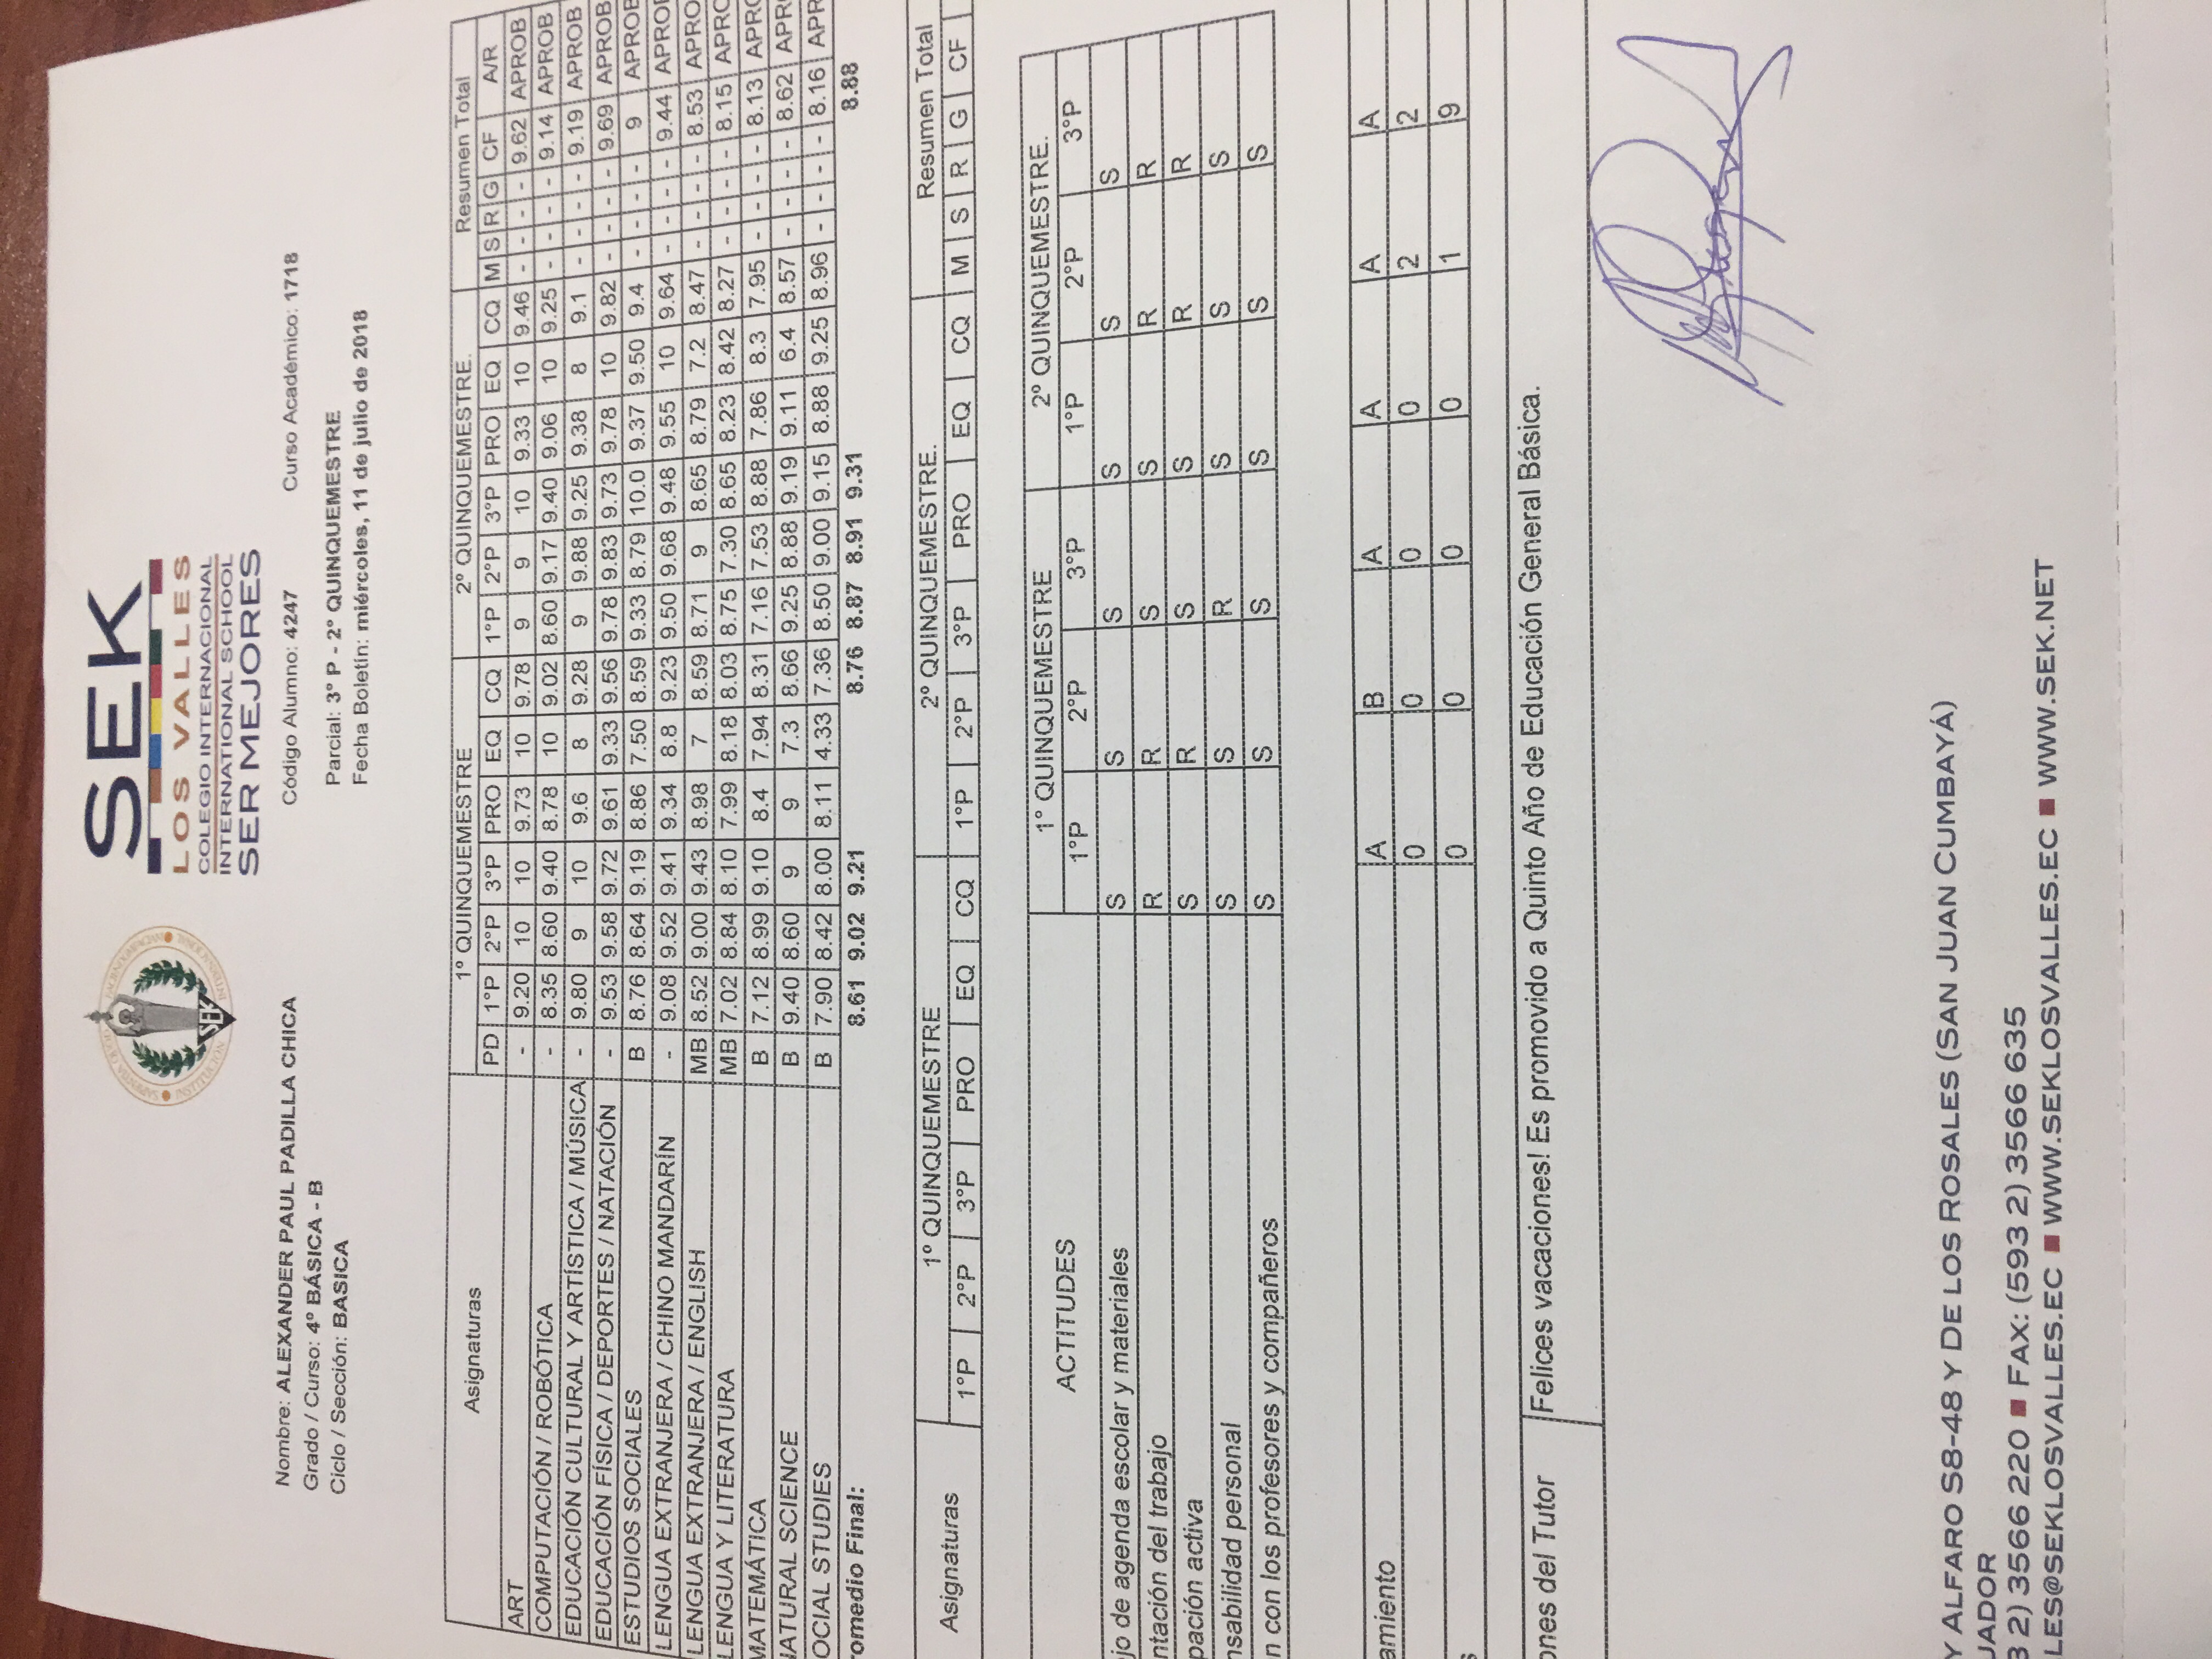 SEK
LOS VALLES
COLEGIO INTERNACIONAL
INTERNATIONAL SCHOOL
SER MEJORES
SEK
Nombre: ALEXANDER PAUL PADILLA CHICA Código Alumno: 4247 Curso Académico: 1718
Grado / Curso: 4º BÁSICA - B
Parcial: 3º P - 2º QUINQUEMESTRE
Ciclo / Sección: BASICA
Fecha Boletín: miércoles, 11 de julio de 2018
Asignaturas 1º QUINQUEMESTRE 2º QUINQUEMESTRE. Resumen Total
PD 1ºP 2ºP 3ºP PRO EQ CQ 1ºP 2ºP 3ºP PRO EQ CQ M S R G CF A/R
ART - 9.20 10 10 9.73 10 9.78 9 9 10 9.33 10 9.46 - - - - 9.62 APROB
COMPUTACIÓN / ROBÓTICA - 8.35 8.60 9.40 8.78 10 9.02 8.60 9.17 9.40 9.06 10 9.25 - - - - 9.14 APROB
EDUCACIÓN CULTURAL Y ARTÍSTICA / MÚSICA - 9.80 9 10 9.6 8 9.28 9 9.88 9.25 9.38 8 9.1 - - - - 9.19 APROB
EDUCACIÓN FÍSICA / DEPORTES / NATACIÓN - 9.53 9.58 9.72 9.61 9.33 9.56 9.78 9.83 9.73 9.78 10 9.82 - - - - 9.69 APROB
ESTUDIOS SOCIALES B 8.76 8.64 9.19 8.86 7.50 8.59 9.33 8.79 10.0 9.37 9.50 9.4 - - - - 9 APROB
LENGUA EXTRANJERA / CHINO MANDARÍN - 9.08 9.52 9.41 9.34 8.8 9.23 9.50 9.68 9.48 9.55 10 9.64 - - - - 9.44 APRO
LENGUA EXTRANJERA / ENGLISH MB 8.52 9.00 9.43 8.98 7 8.59 8.71 9 8.65 8.79 7.2 8.47 - - - - 8.53 APRO
LENGUA Y LITERATURA MB 7.02 8.84 8.10 7.99 8.18 8.03 8.75 7.30 8.65 8.23 8.42 8.27 - - - - 8.15 APRO
MATEMÁTICA B 7.12 8.99 9.10 8.4 7.94 8.31 7.16 7.53 8.88 7.86 8.3 7.95 - - - - 8.13 APRO
NATURAL SCIENCE B 9.40 8.60 9 9 7.3 8.66 9.25 8.88 9.19 9.11 6.4 8.57 - - - - 8.62 APR
OCIAL STUDIES B 7.90 8.42 8.00 8.11 4.33 7.36 8.50 9.00 9.15 8.88 9.25 8.96 - - - - 8.16 APR
romedio Final: 8.61 9.02 9.21 8.76 8.87 8.91 9.31 8.88
Asignaturas 1º QUINQUEMESTRE 2º QUINQUEMESTRE. Resumen Total
1ºP 2ºP 3ºP PRO EQ CQ 1ºP 2ºP 3ºP PRO EQ CQ M S R G CF
ACTITUDES 1º QUINQUEMESTRE 2º QUINQUEMESTRE.
1ºP 2ºP 3ºP 1ºP 2ºP 3ºP
jo de agenda escolar y materiales S S S S S S
ntación del trabajo R R S S R R
pación activa S R S S R R
nsabilidad personal S S R S S S
n con los profesores y compañeros S S S S S S
amiento A B A A A A
0 0 0 0 2 2
s 0 0 0 0 1 9
ones del Tutor Felices vacaciones! Es promovido a Quinto Año de Educación General Básica.
Y ALFARO S8-48 Y DE LOS ROSALES (SAN JUAN CUMBAYÁ)
UADOR
3 2) 3566 220 ■ FAX: (593 2) 3566 635
LES@SEKLOSVALLES.EC ■ WWW.SEKLOSVALLES.EC ■ WWW.SEK.NET